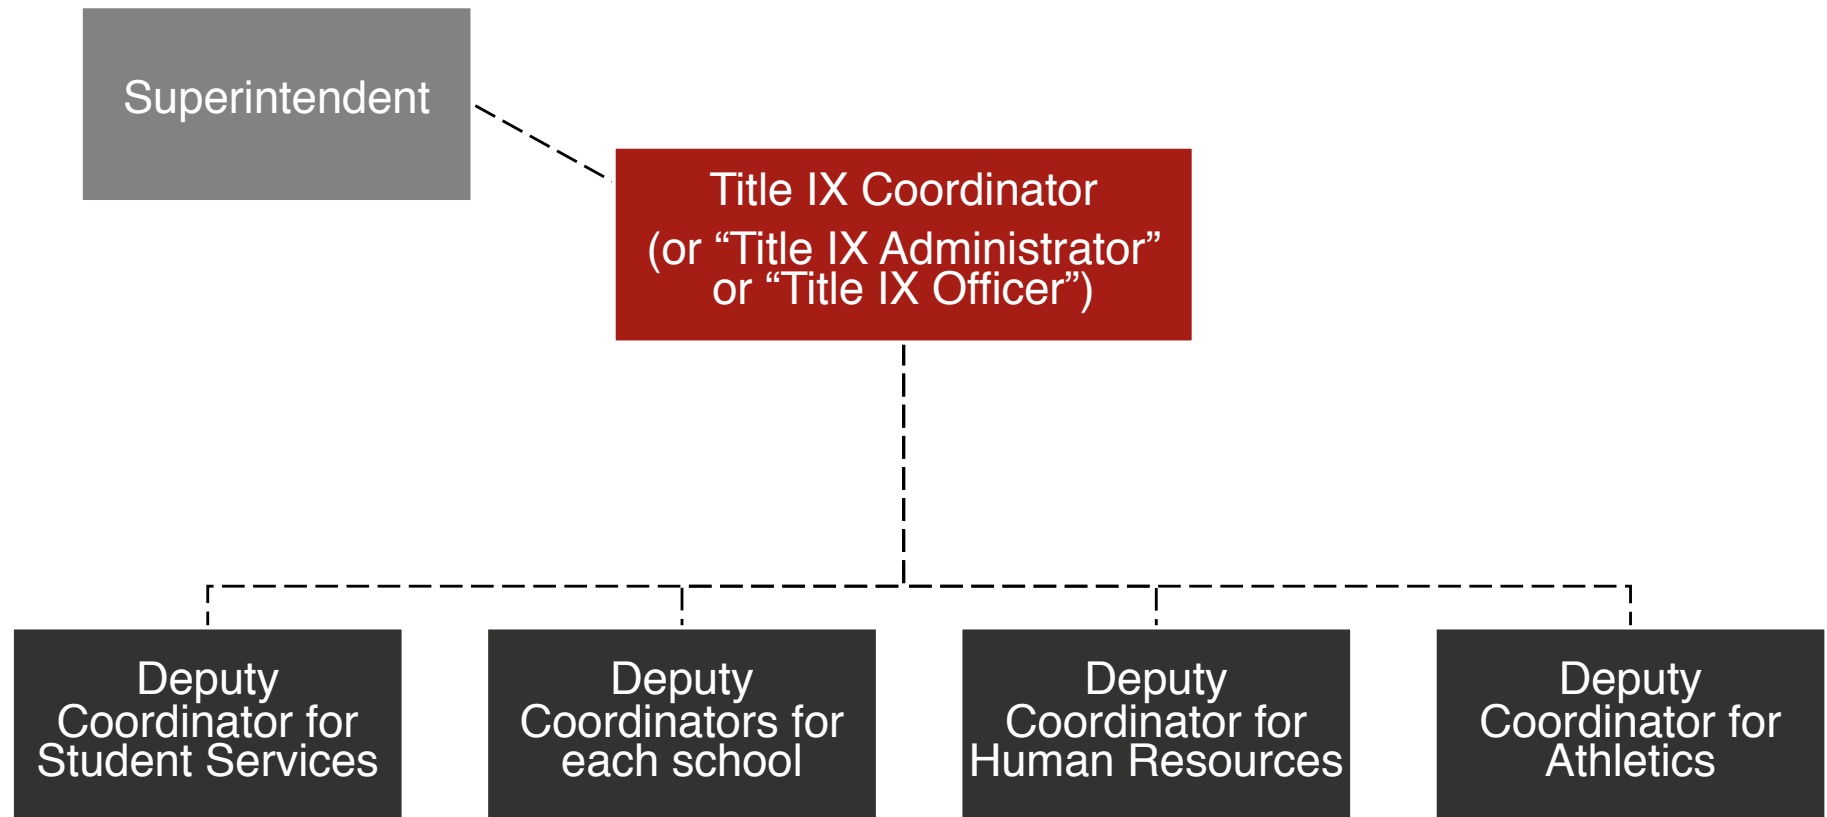 Superintendent
Title IX Coordinator
(or “Title IX Administrator”
or “Title IX Officer”)
Deputy
Coordinator for
Student Services
Deputy
Coordinators for
each school
Deputy
Coordinator for
Human Resources
Deputy
Coordinator for
Athletics